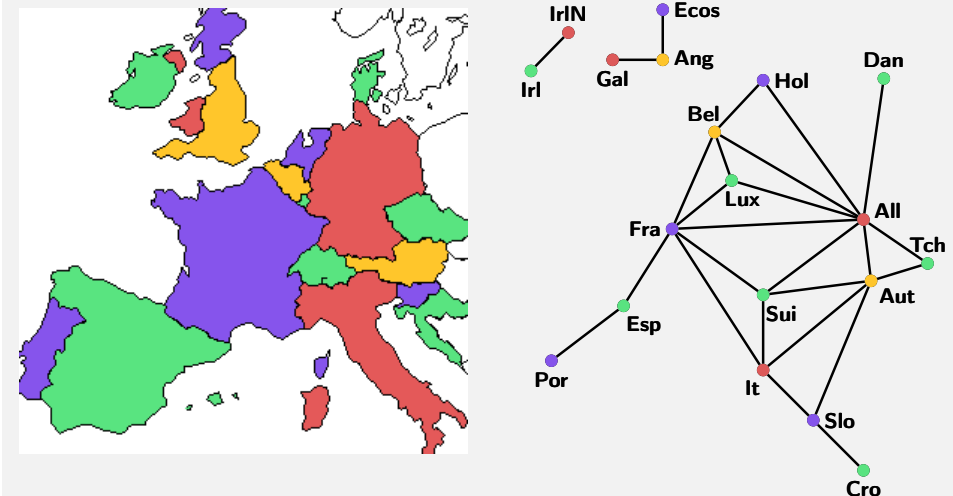 IrlN
Ecos
Irl
Gal
Ang
Dan
Hol
Bel
Lux
All
Fra
Tch
Aut
Sui
Esp
Por
It
Slo
Cro